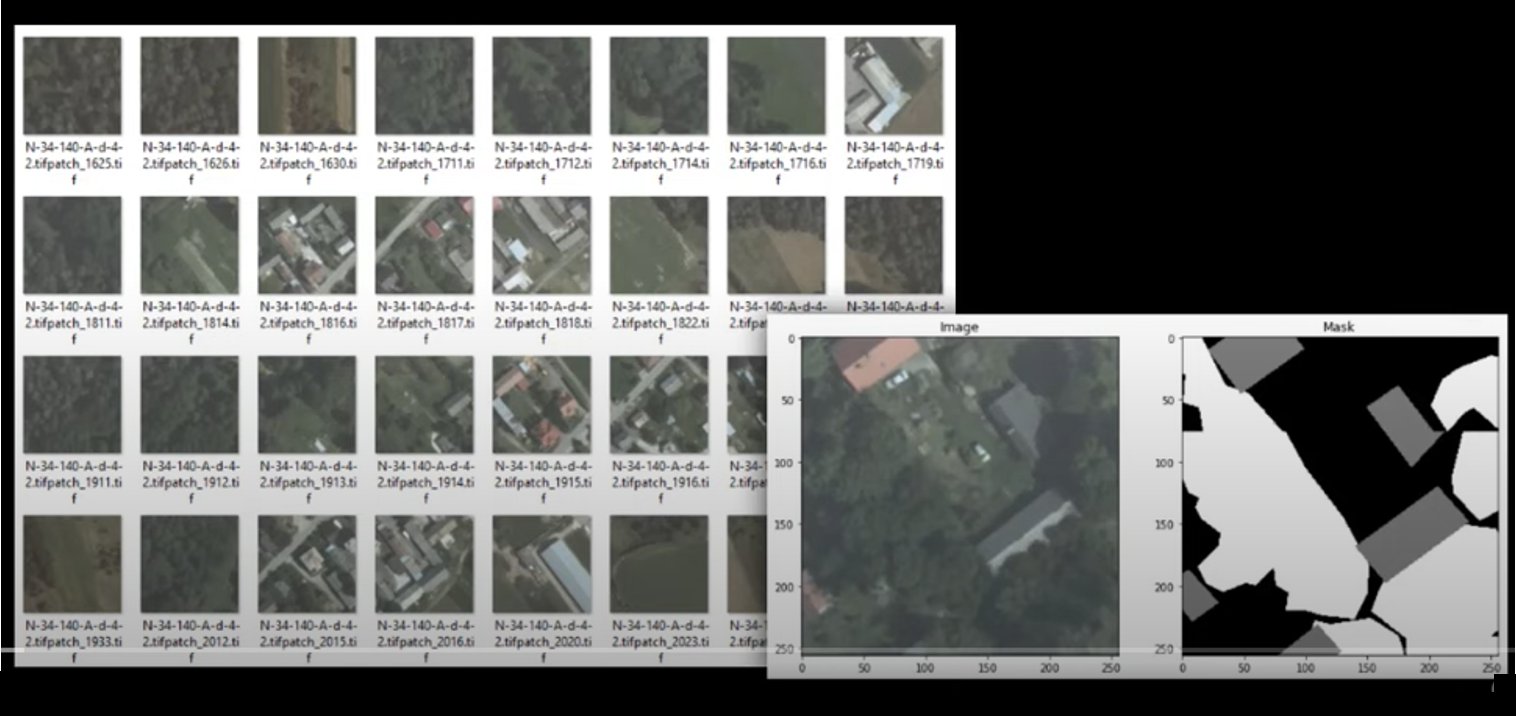 N-34-140-A-d-4-
2.tifpatch_1625.ti
f
N-34-140-A-d-4-
2.tifpatch_1626.ti
f
N-34-140-A-d-4-
2.tifpatch_1630.ti
f
N-34-140-A-d-4-
2.tifpatch_1711.ti
f
N-34-140-A-d-4-
2.tifpatch_1712.ti
f
N-34-140-A-d-4-
2.tifpatch_1714.ti
f
N-34-140-A-d-4-
2.tifpatch_1716.ti
f
N-34-140-A-d-4-
2.tifpatch_1719.ti
f
N-34-140-A-d-4-
2.tifpatch_1811.ti
f
N-34-140-A-d-4-
2.tifpatch_1814.ti
f
N-34-140-A-d-4-
2.tifpatch_1816.ti
f
N-34-140-A-d-4-
2.tifpatch_1817.ti
f
N-34-140-A-d-4-
2.tifpatch_1818.ti
f
N-34-140-A-d-4-
2.tifpatch_1822.ti
f
N-34-140-A-d-4-
N-34-140-A-d-4-
N-34-140-A-d-4-
2.tifpatch_1911.ti
f
N-34-140-A-d-4-
2.tifpatch_1912.ti
f
N-34-140-A-d-4-
2.tifpatch_1913.ti
f
N-34-140-A-d-4-
2.tifpatch_1914.ti
f
N-34-140-A-d-4-
2.tifpatch_1915.ti
f
N-34-140-A-d-4-
2.tifpatch_1916.ti
f
N-34-
2.tifp
N-34-140-A-d-4-
2.tifpatch_1933.ti
f
N-34-140-A-d-4-
2.tifpatch_2012.ti
f
N-34-140-A-d-4-
2.tifpatch_2015.ti
f
N-34-140-A-d-4-
2.tifpatch_2016.ti
f
N-34-140-A-d-4-
2.tifpatch_2020.ti
f
N-34-140-A-d-4-
2.tifpatch_2023.ti
f
N-34-
2.tifp
Image
0
50
100
150
200
250
0 50 100 150 200 250
Mask
0
50
100
150
200
250
0 50 100 150 200 250